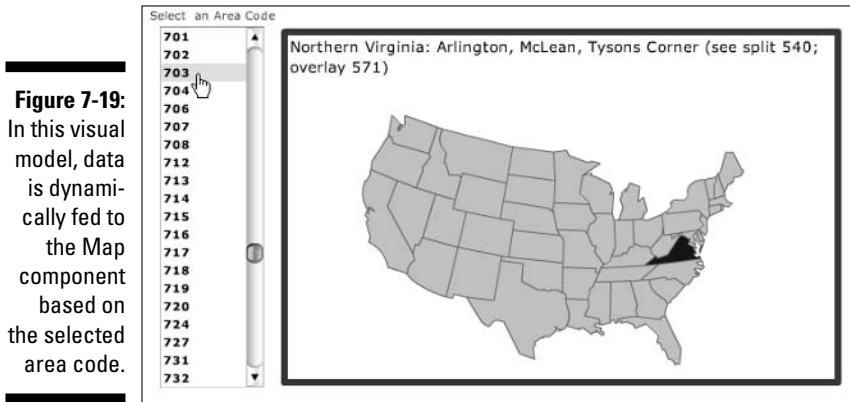 Figure 7-19:
In this visual
model, data
is dynami-
cally fed to
the Map
component
based on
the selected
area code.
Select an Area Code
701
702
703
704
706
707
708
712
713
714
715
716
717
718
719
720
724
727
731
732
Northern Virginia: Arlington, McLean, Tysons Corner (see split 540;
overlay 571)